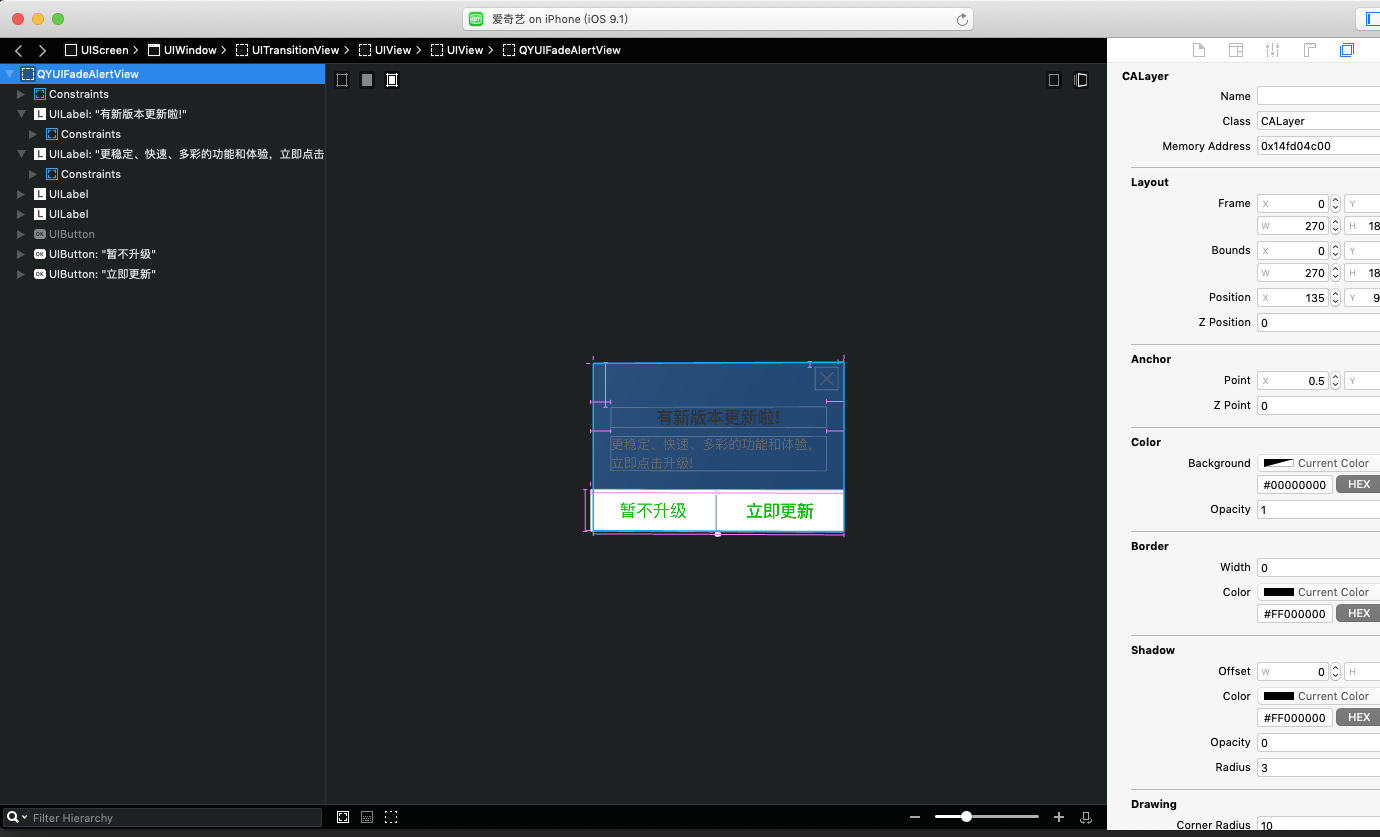 爱奇艺 on iPhone (iOS 9.1)
UIScreen
UIWindow
UITransitionView
UIView
UIView
QYUIFadeAlertView
QYUIFadeAlertView
Constraints
L UILabel: "有新版本更新啦!"
Constraints
L UILabel: "更稳定、快速、多彩的功能和体验，立即点击
Constraints
L UILabel
L UILabel
OK UIButton
OK UIButton: "暂不升级"
OK UIButton: "立即更新"
Filter Hierarchy
有新版本更新啦!
更稳定、快速、多彩的功能和体验，
立即点击升级!
暂不升级
立即更新
CALayer
Name
Class CALayer
Memory Address 0x14fd04c00
Layout
Frame X 0 Y
W 270 H 18
Bounds X 0 Y
W 270 H 18
Position X 135 Y 9
Z Position 0
Anchor
Point X 0.5 Y
Z Point 0
Color
Background Current Color
#00000000 HEX
Opacity 1
Border
Width 0
Color Current Color
#FF000000 HEX
Shadow
Offset W 0 H
Color Current Color
#FF000000 HEX
Opacity 0
Radius 3
Drawing
Corner Radius 10